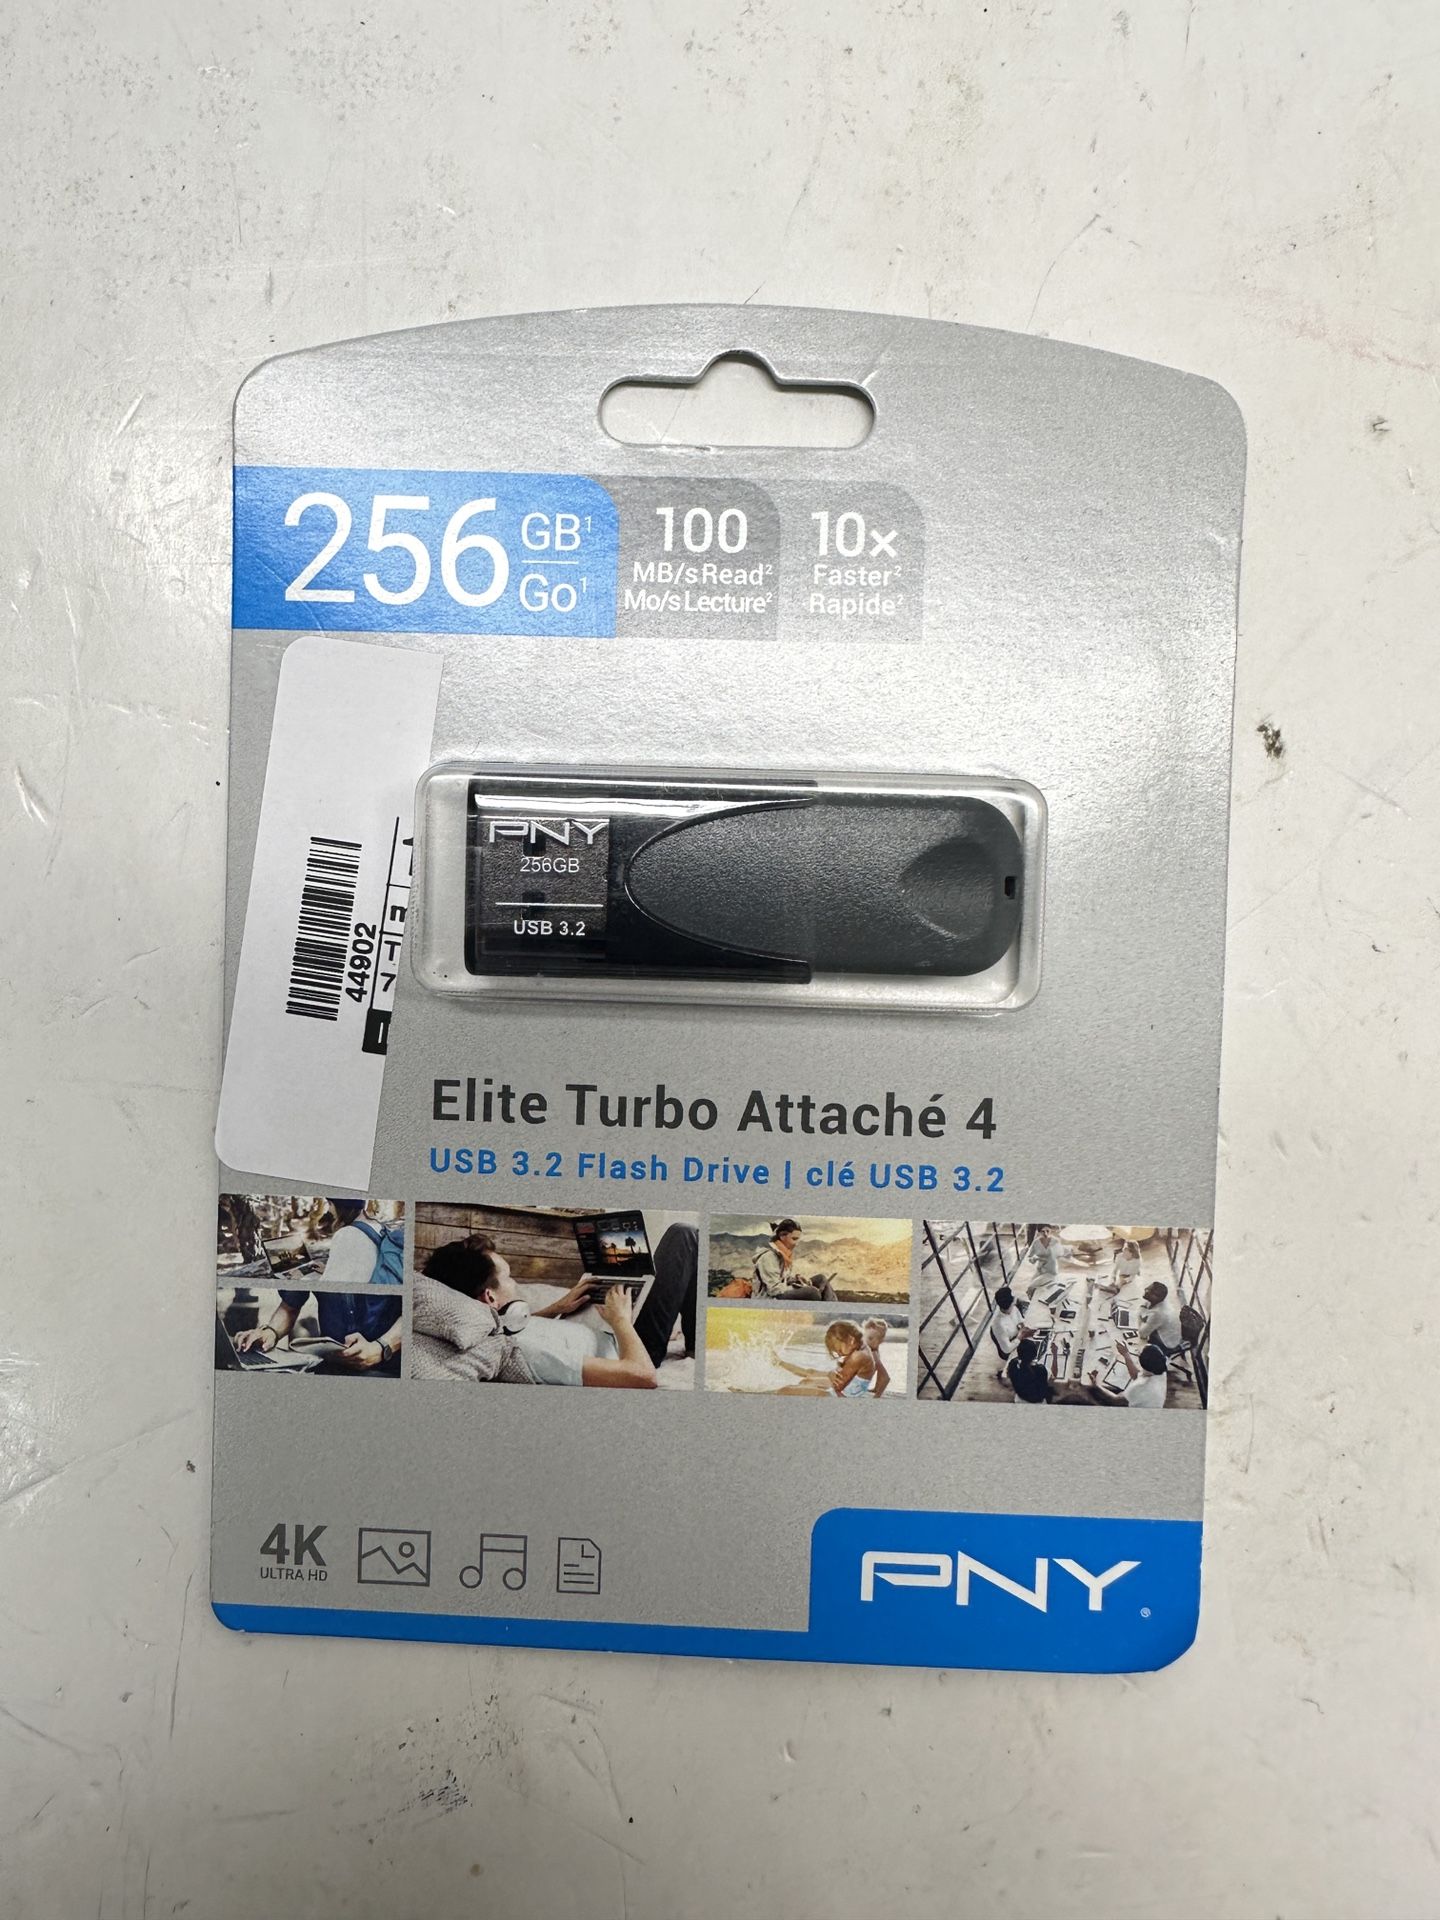 256 GB¹
Go¹
100
MB/s Read²
Mo/s Lecture²
10x
Faster²
Rapide²
44902
PNY
256GB
USB 3.2
Elite Turbo Attaché 4
USB 3.2 Flash Drive | clé USB 3.2
4K
ULTRA HD
PNY®